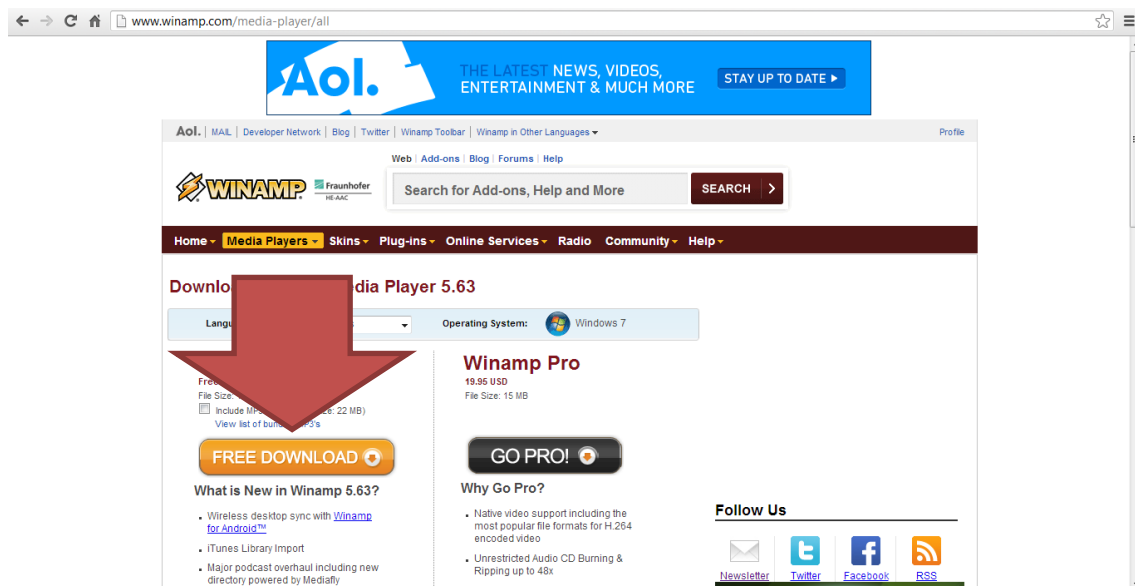 www.winamp.com/media-player/all
Aol.
THE LATEST NEWS, VIDEOS,
ENTERTAINMENT & MUCH MORE
STAY UP TO DATE
Aol. | MAIL | Developer Network | Blog | Twitter | Winamp Toolbar | Winamp in Other Languages
Profile
Web | Add-ons | Blog | Forums | Help
WINAMP
Fraunhofer
HE-AAC
Search for Add-ons, Help and More
SEARCH
Home Media Players Skins Plug-ins Online Services Radio Community Help
Player 5.63
Operating System: Windows 7
Winamp Pro
19.95 USD
File Size: 15 MB
File Size:
Include 22 MB)
View list of
FREE DOWNLOAD
GO PRO!
What is New in Winamp 5.63?
Wireless desktop sync with Winamp
for Android™
iTunes Library Import
Major podcast overhaul including new
directory powered by Mediafly
Why Go Pro?
Native video support including the
most popular file formats for H.264
encoded video
Unrestricted Audio CD Burning &
Ripping up to 48x
Follow Us
Newsletter Twitter Facebook RSS